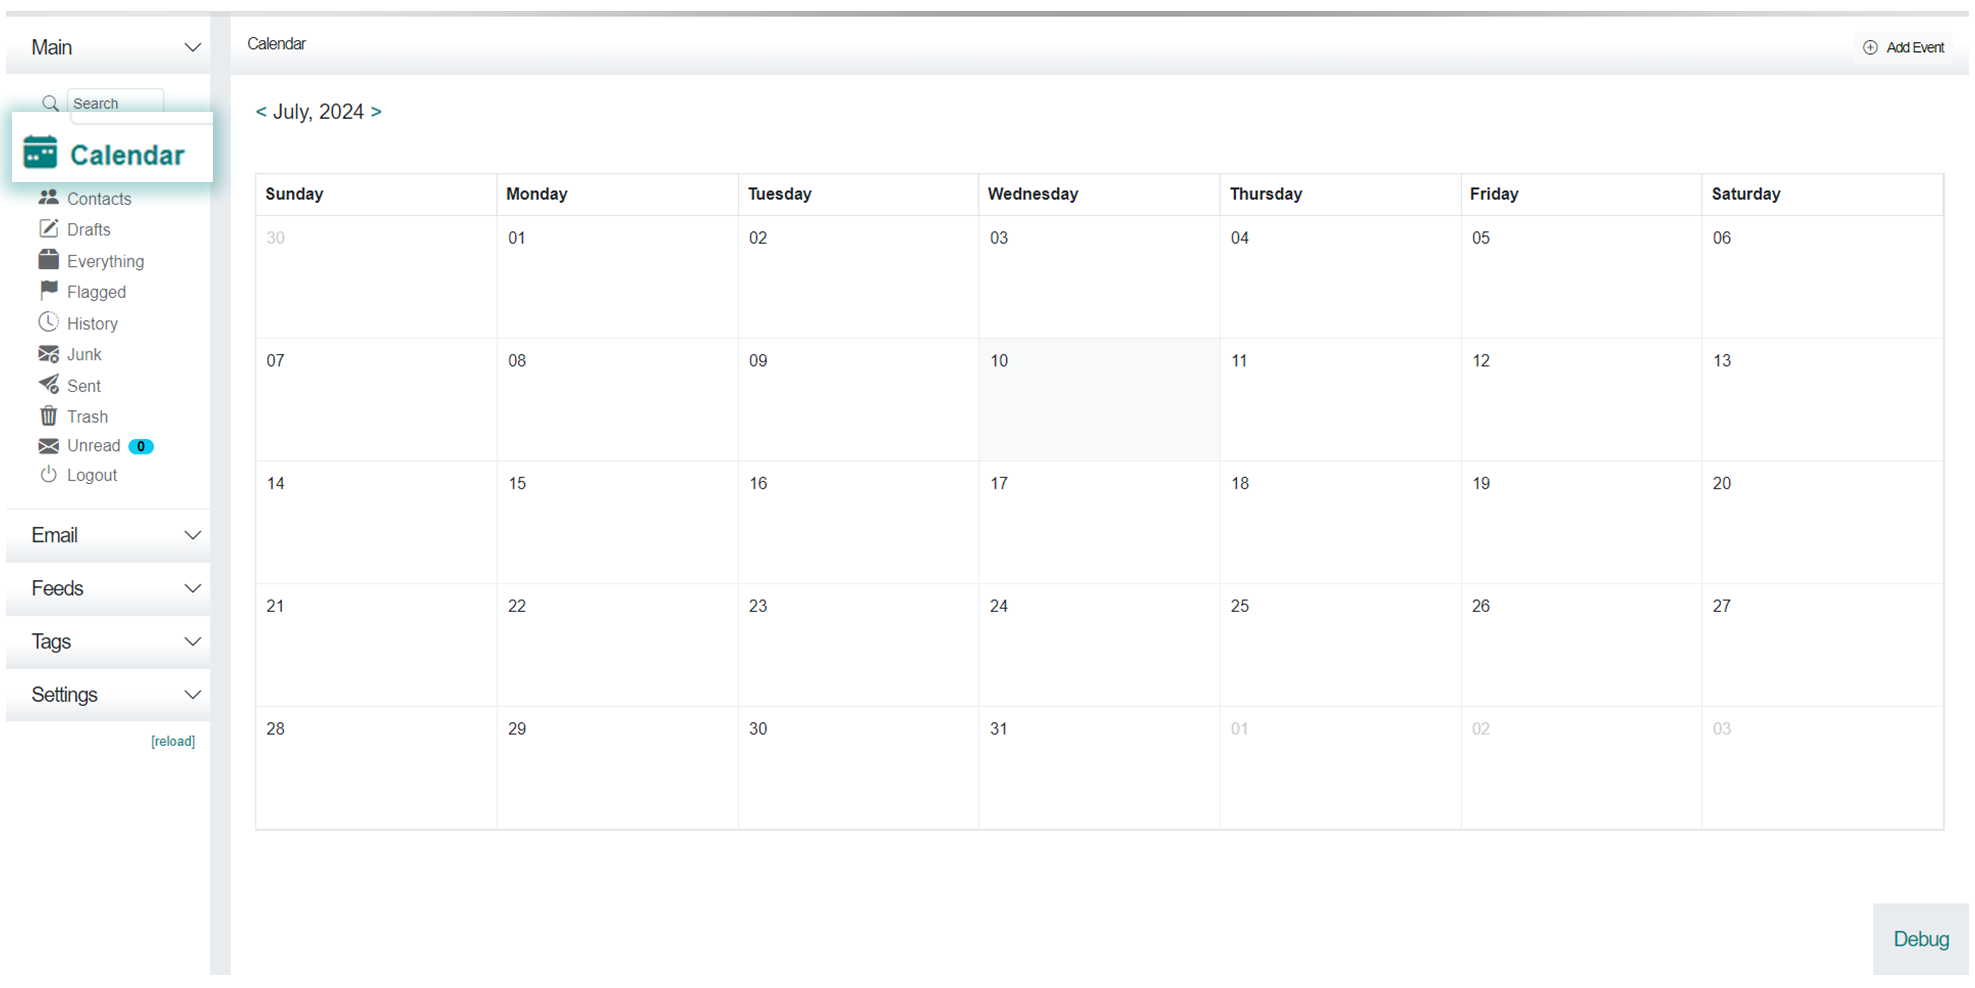 Main
Search
Calendar
Contacts
Drafts
Everything
Flagged
History
Junk
Sent
Trash
Unread 0
Logout
Email
Feeds
Tags
Settings
[reload]
Calendar
Add Event
< July, 2024 >
Sunday Monday Tuesday Wednesday Thursday Friday Saturday
30 01 02 03 04 05 06
07 08 09 10 11 12 13
14 15 16 17 18 19 20
21 22 23 24 25 26 27
28 29 30 31 01 02 03
Debug